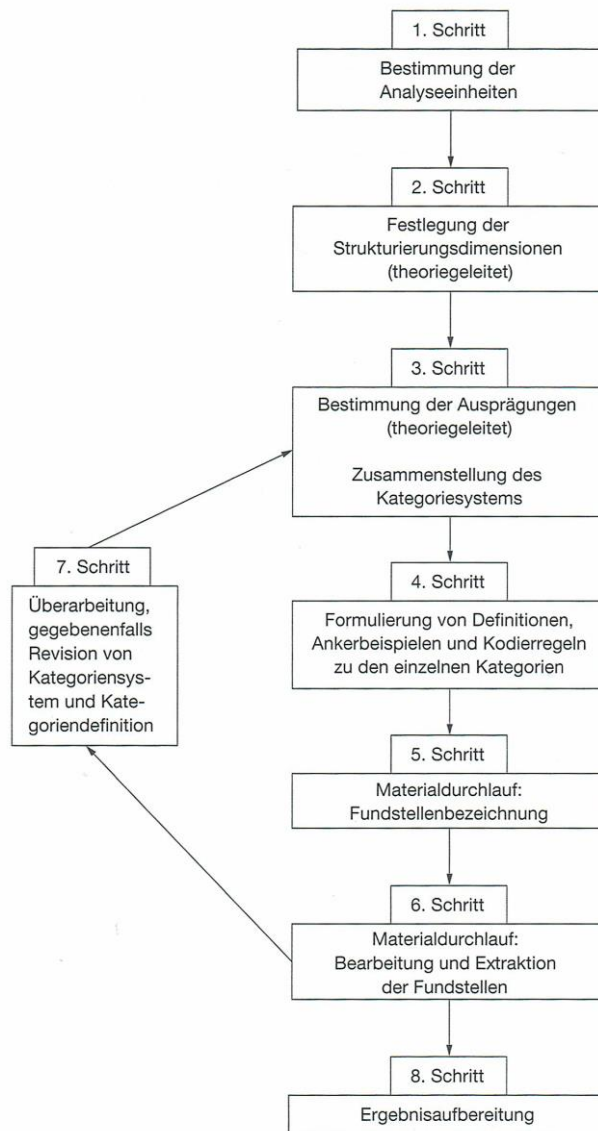 1. Schritt
Bestimmung der
Analyseeinheiten
2. Schritt
Festlegung der
Strukturierungsdimensionen
(theoriegeleitet)
3. Schritt
Bestimmung der Ausprägungen
(theoriegeleitet)
Zusammenstellung des
Kategoriesystems
4. Schritt
Formulierung von Definitionen,
Ankerbeispielen und Kodierregeln
zu den einzelnen Kategorien
5. Schritt
Materialdurchlauf:
Fundstellenbezeichnung
6. Schritt
Materialdurchlauf:
Bearbeitung und Extraktion
der Fundstellen
7. Schritt
Überarbeitung,
gegebenenfalls
Revision von
Kategoriensys-
tem und Kate-
goriendefinition
8. Schritt
Ergebnisaufbereitung